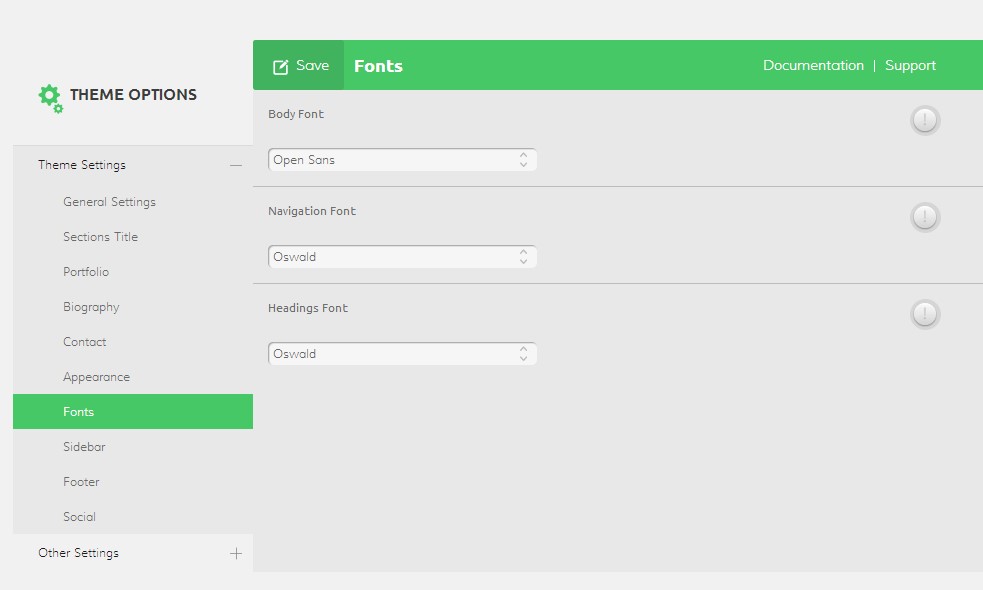 Save
Fonts
Documentation | Support
THEME OPTIONS
Theme Settings
General Settings
Sections Title
Portfolio
Biography
Contact
Appearance
Fonts
Sidebar
Footer
Social
Other Settings
Body Font
Open Sans
Navigation Font
Oswald
Headings Font
Oswald